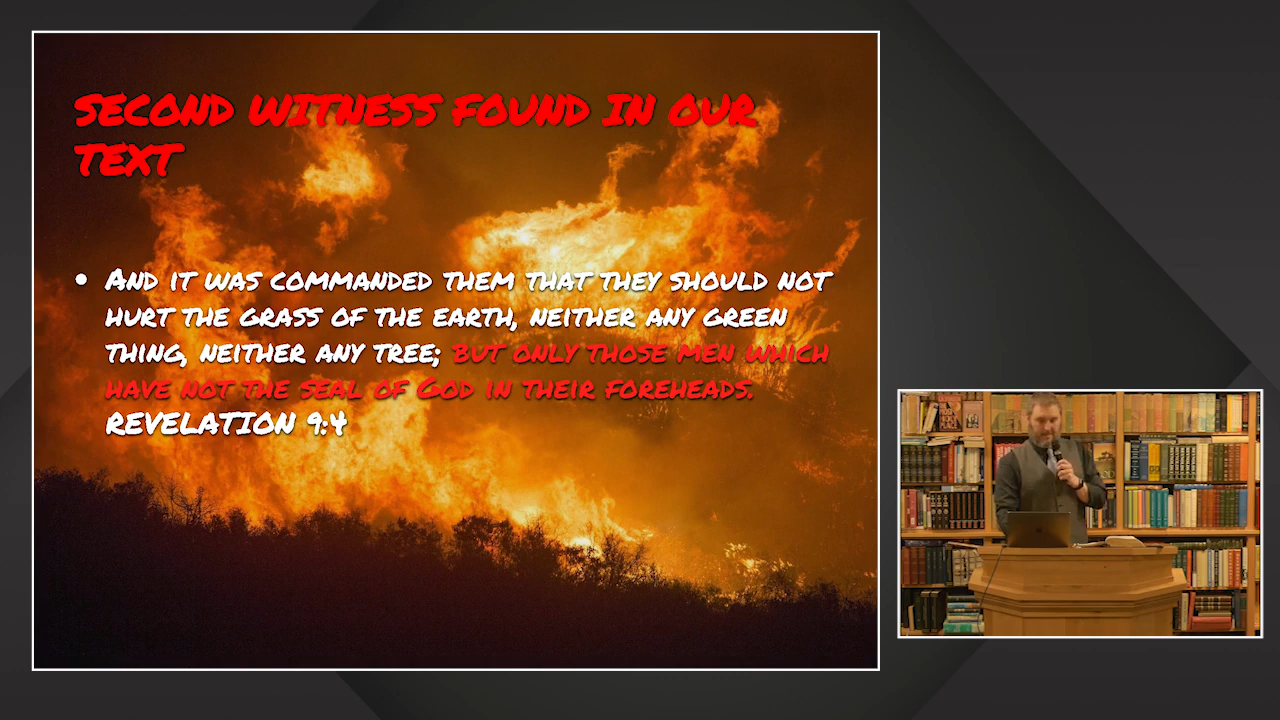 SECOND WITNESS FOUND IN OUR
TEXT
• And it was commanded them that they should not
hurt the grass of the earth, neither any green
thing, neither any tree; but only those men which
have not the seal of God in their foreheads.
REVELATION 9:4